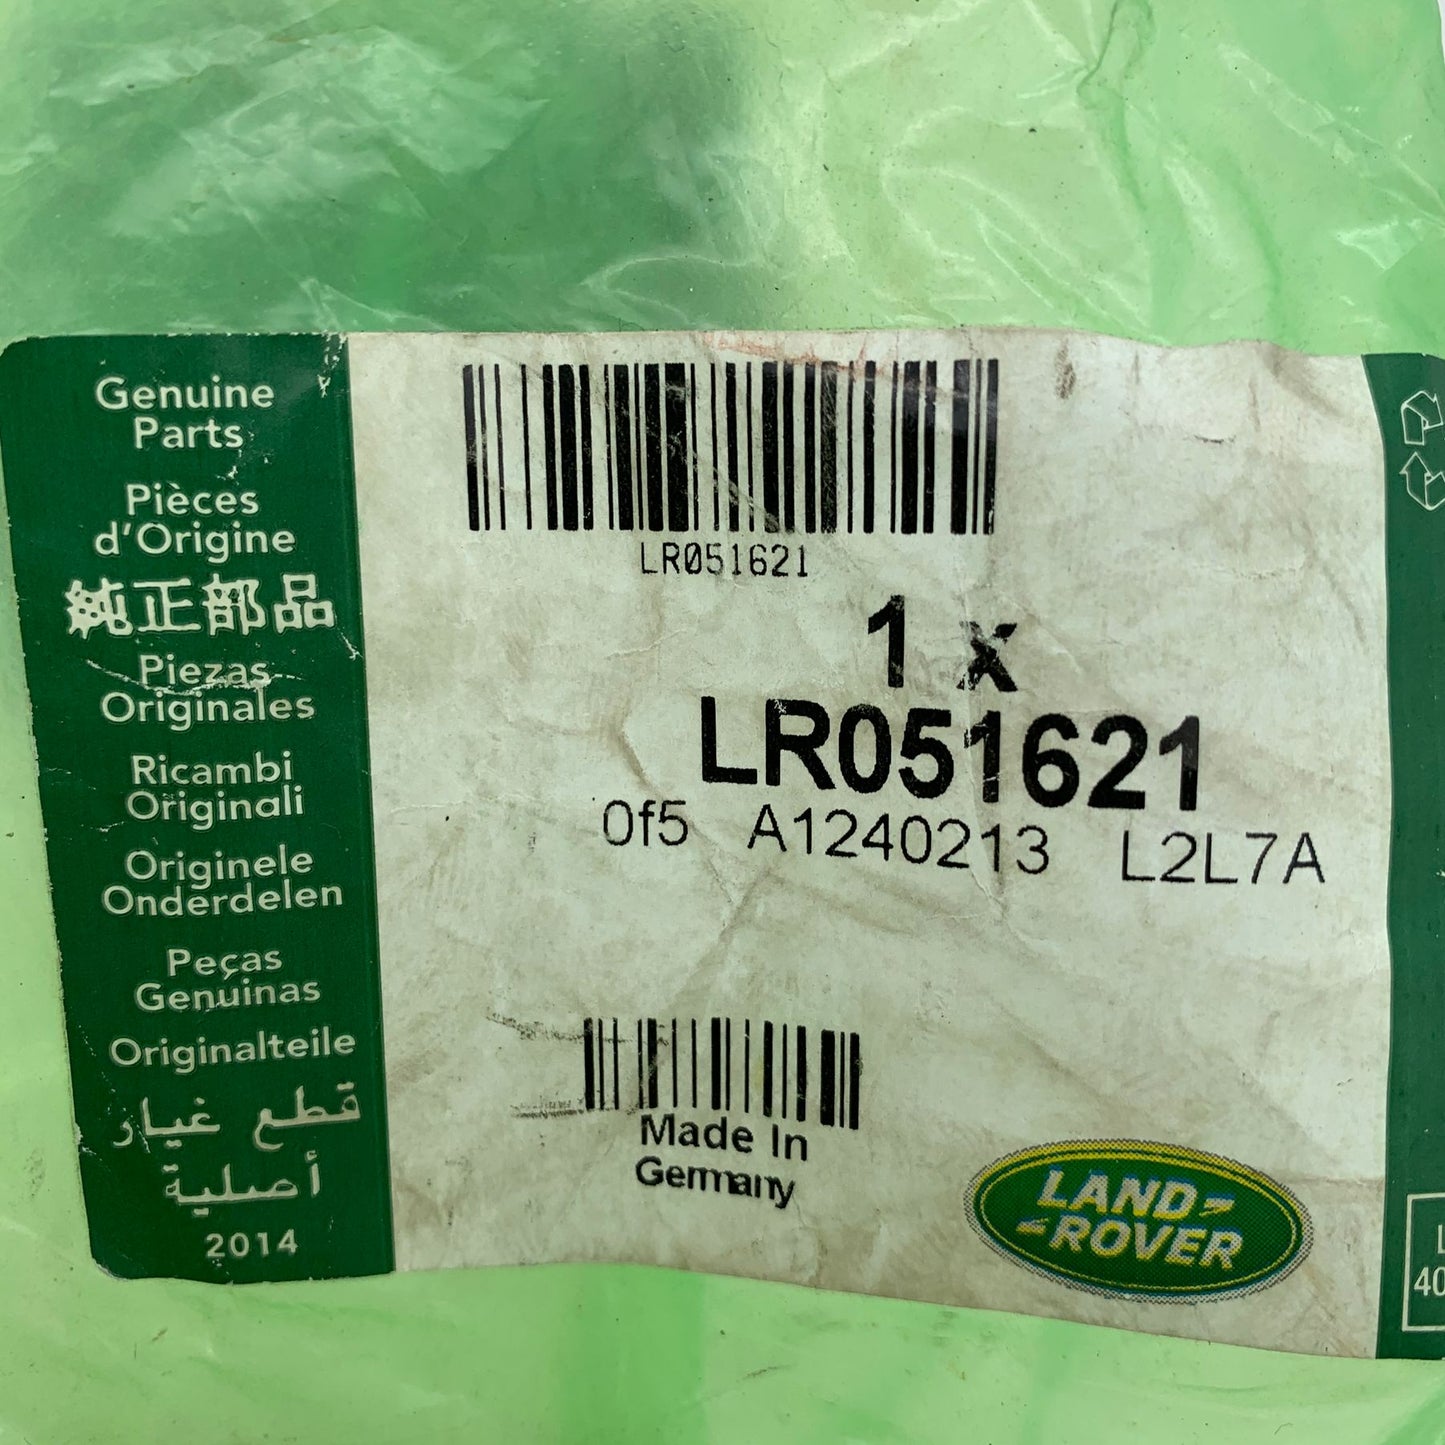 Genuine
Parts
Pièces
d'Origine
純正部品
Piezas
Originales
Ricambi
Originali
Originele
Onderdelen
Peças
Genuinas
Originalteile
قطع غيار
أصلية
2014
LR051621
1 x
LR051621
0f5 A1240213 L2L7A
Made In
Germany
LAND-
-ROVER
40